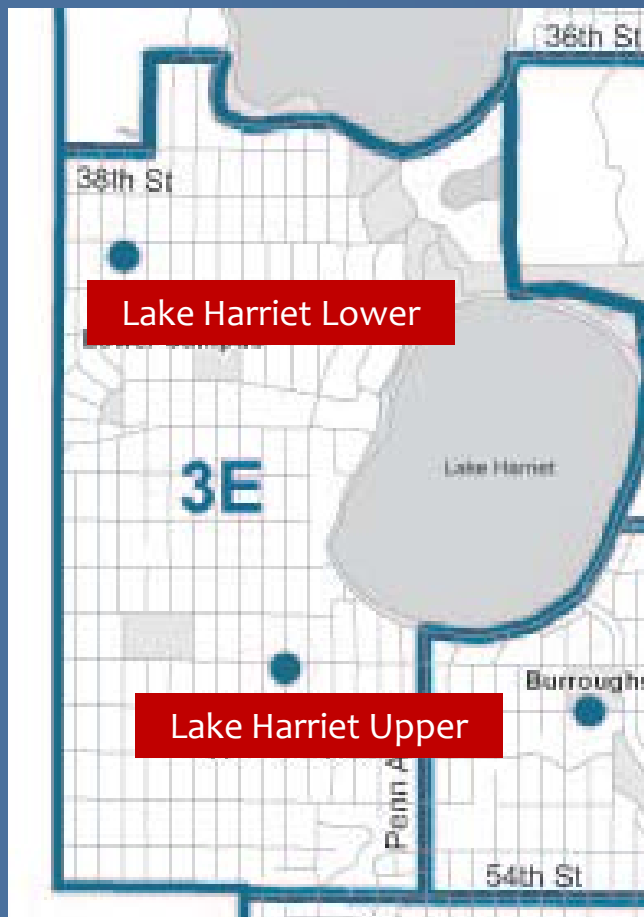 36th St
38th St
Lake Harriet Lower
Lake Harriet
3E
Burroughs
Lake Harriet Upper
Penn A
54th St